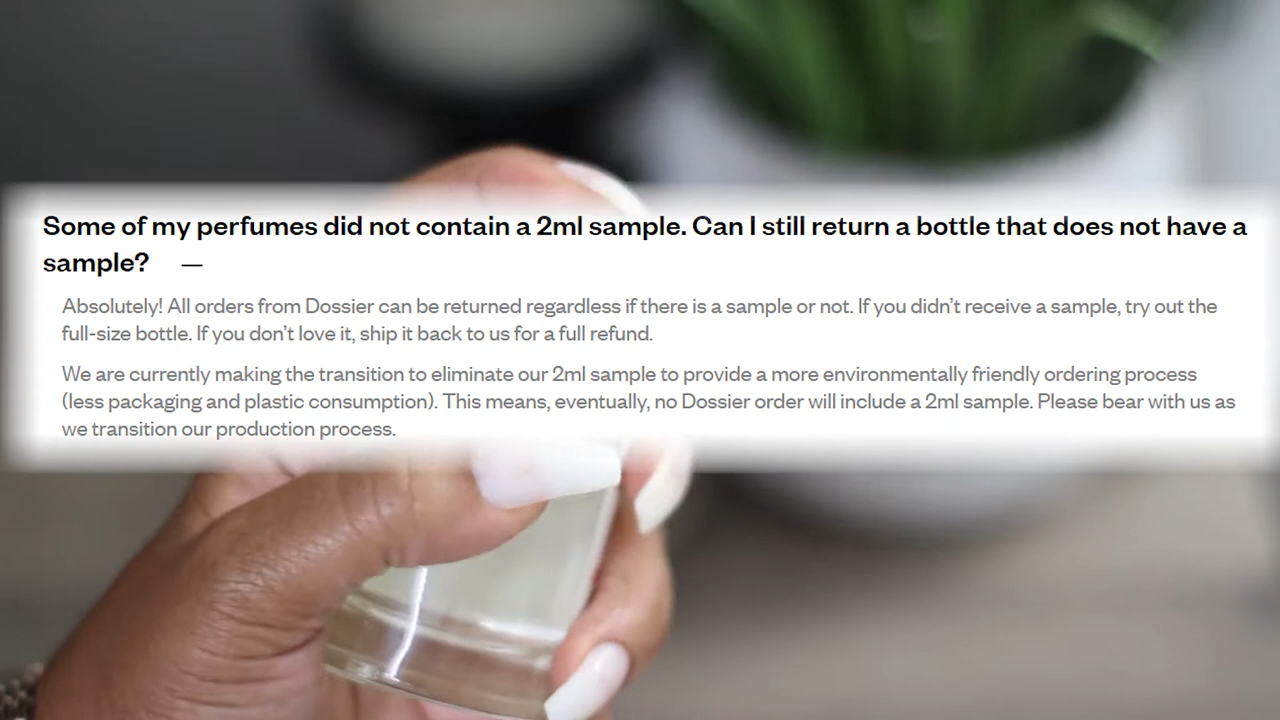 Some of my perfumes did not contain a 2ml sample. Can I still return a bottle that does not have a
sample? —
Absolutely! All orders from Dossier can be returned regardless if there is a sample or not. If you didn’t receive a sample, try out the
full-size bottle. If you don’t love it, ship it back to us for a full refund.
We are currently making the transition to eliminate our 2ml sample to provide a more environmentally friendly ordering process
(less packaging and plastic consumption). This means, eventually, no Dossier order will include a 2ml sample. Please bear with us as
we transition our production process.